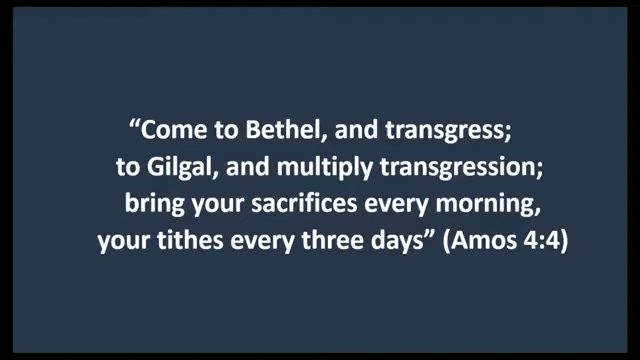 “Come to Bethel, and transgress;
to Gilgal, and multiply transgression;
bring your sacrifices every morning,
your tithes every three days” (Amos 4:4)